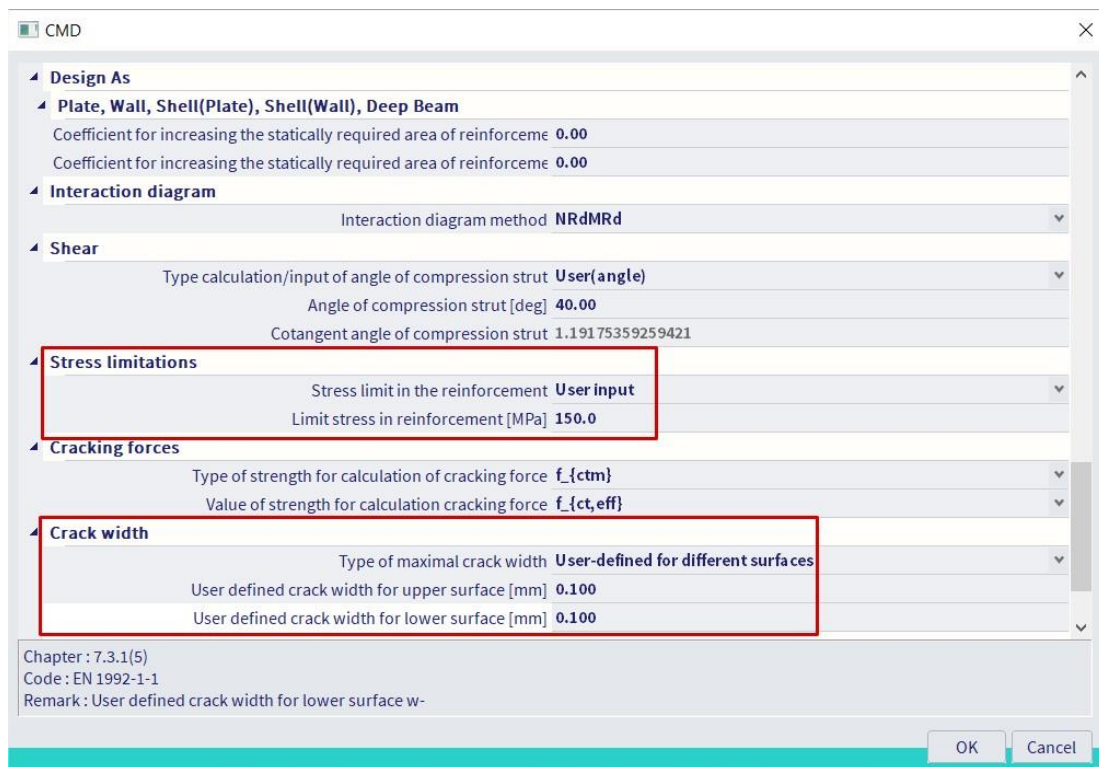 CMD
Design As
Plate, Wall, Shell(Plate), Shell(Wall), Deep Beam
Coefficient for increasing the statically required area of reinforceme 0.00
Coefficient for increasing the statically required area of reinforceme 0.00
Interaction diagram
Interaction diagram method NRdMRd
Shear
Type calculation/input of angle of compression strut User(angle)
Angle of compression strut [deg] 40.00
Cotangent angle of compression strut 1.19175359259421
Stress limitations
Stress limit in the reinforcement User input
Limit stress in reinforcement [MPa] 150.0
Cracking forces
Type of strength for calculation of cracking force f_{ctm}
Value of strength for calculation cracking force f_{ct,eff}
Crack width
Type of maximal crack width User-defined for different surfaces
User defined crack width for upper surface [mm] 0.100
User defined crack width for lower surface [mm] 0.100
Chapter : 7.3.1(5)
Code : EN 1992-1-1
Remark : User defined crack width for lower surface w-
OK Cancel